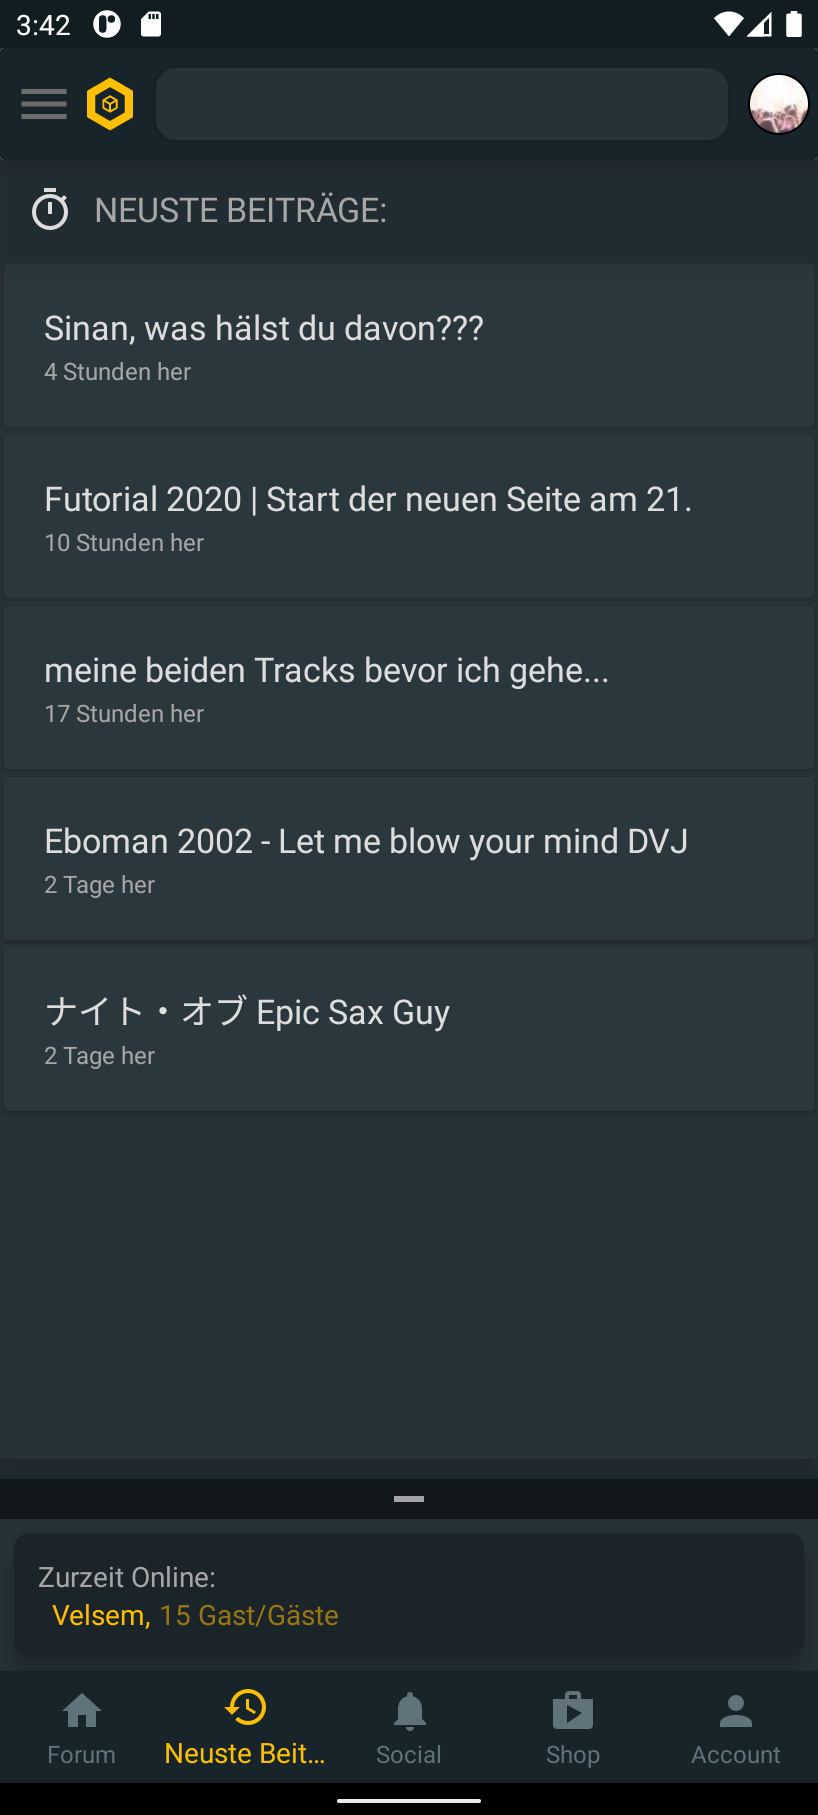 3:42
NEUSTE BEITRÄGE:
Sinan, was hälst du davon???
4 Stunden her
Futorial 2020 | Start der neuen Seite am 21.
10 Stunden her
meine beiden Tracks bevor ich gehe...
17 Stunden her
Eboman 2002 - Let me blow your mind DVJ
2 Tage her
ナイト・オブ Epic Sax Guy
2 Tage her
Zurzeit Online:
Velsem, 15 Gast/Gäste
Forum Neuste Beit... Social Shop Account